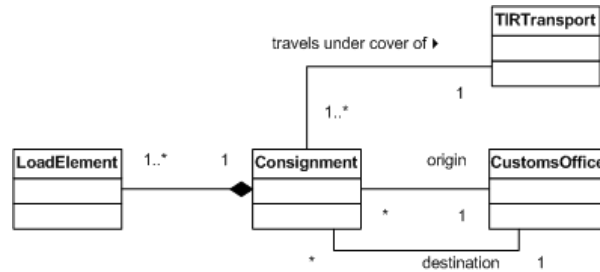 TIRTransport
travels under cover of
1
1..*
LoadElement
1..*
1
Consignment
origin
CustomsOffice
*
1
*
destination
1